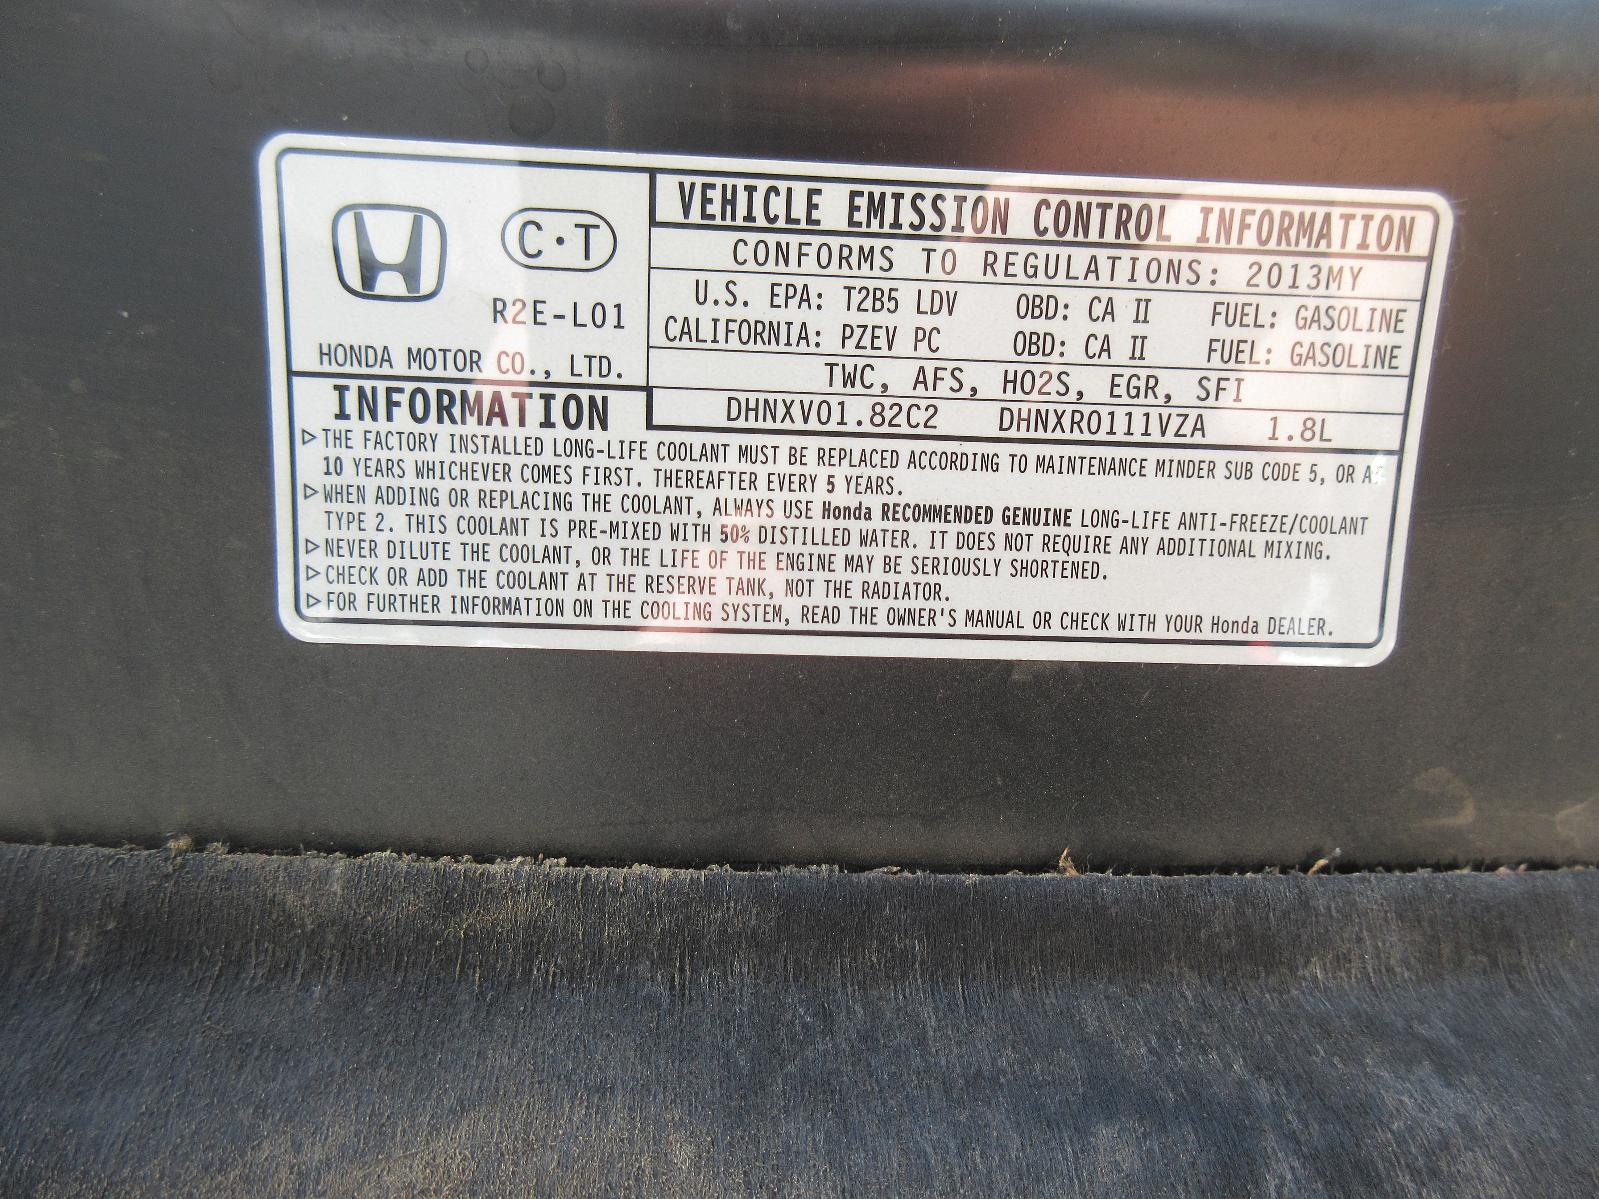 C·T
R2E-L01
HONDA MOTOR CO., LTD.
VEHICLE EMISSION CONTROL INFORMATION
CONFORMS TO REGULATIONS: 2013MY
U.S. EPA: T2B5 LDV OBD: CA II FUEL: GASOLINE
CALIFORNIA: PZEV PC OBD: CA II FUEL: GASOLINE
TWC, AFS, HO2S, EGR, SFI
DHNXV01.82C2 DHNXR0111VZA 1.8L
INFORMATION
▷THE FACTORY INSTALLED LONG-LIFE COOLANT MUST BE REPLACED ACCORDING TO MAINTENANCE MINDER SUB CODE 5, OR
10 YEARS WHICHEVER COMES FIRST. THEREAFTER EVERY 5 YEARS.
▷WHEN ADDING OR REPLACING THE COOLANT, ALWAYS USE Honda RECOMMENDED GENUINE LONG-LIFE ANTI-FREEZE/COOLANT
TYPE 2. THIS COOLANT IS PRE-MIXED WITH 50% DISTILLED WATER. IT DOES NOT REQUIRE ANY ADDITIONAL MIXING.
▷NEVER DILUTE THE COOLANT, OR THE LIFE OF THE ENGINE MAY BE SERIOUSLY SHORTENED.
▷CHECK OR ADD THE COOLANT AT THE RESERVE TANK, NOT THE RADIATOR.
▷FOR FURTHER INFORMATION ON THE COOLING SYSTEM, READ THE OWNER'S MANUAL OR CHECK WITH YOUR Honda DEALER.